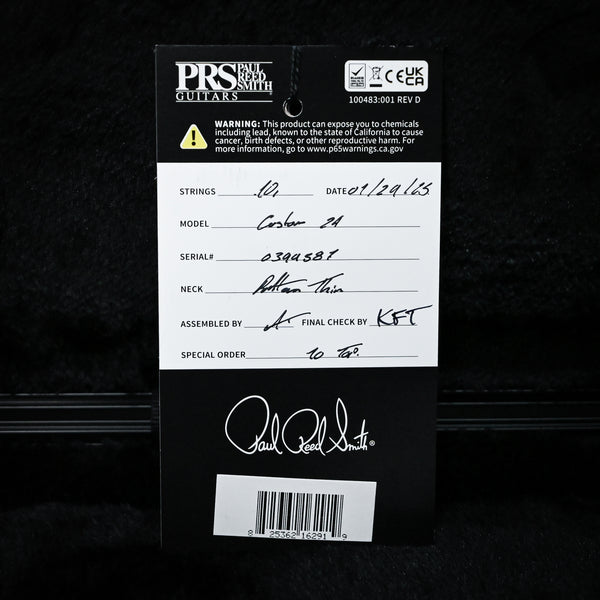 PRS PAUL REED SMITH
GUITARS
CE UKCA
100483:001 REV D
WARNING: This product can expose you to chemicals
including lead, known to the state of California to cause
cancer, birth defects, or other reproductive harm. For
more information, go to www.p65warnings.ca.gov
STRINGS .10, DATE 01/29/25
MODEL Custom 24
SERIAL# 0399587
NECK Pattern Thin
ASSEMBLED BY FINAL CHECK BY KFT
SPECIAL ORDER 10 Top.
Paul Reed Smith®
8 25362 16291 9